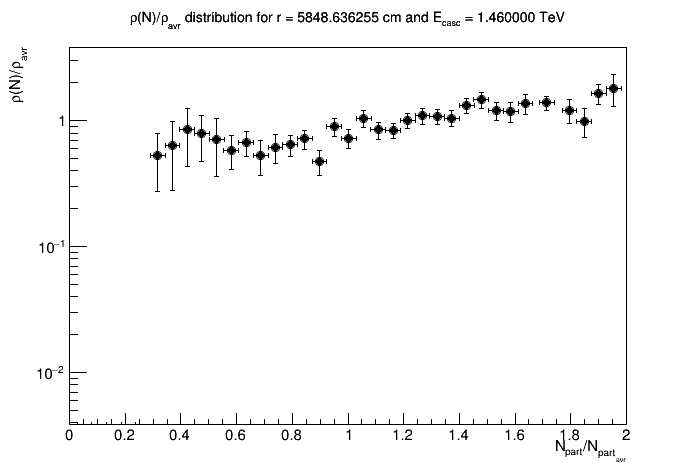 ρ(N)/ρavr distribution for r = 5848.636255 cm and Ecasc = 1.460000 TeV
ρ(N)/ρavr
1
10−1
10−2
0 0.2 0.4 0.6 0.8 1 1.2 1.4 1.6 1.8 2
Npart/Npartavr